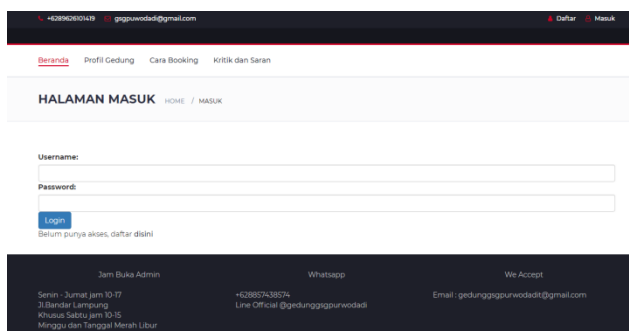 +6289626101419 gsgpuwodadi@gmail.com Daftar Masuk
Beranda Profil Gedung Cara Booking Kritik dan Saran
HALAMAN MASUK HOME / MASUK
Username:
Password:
Login
Belum punya akses, daftar disini
Jam Buka Admin Whatsapp We Accept
Senin - Jumat jam 10-17 +628857438574 Email : gedunggsgpurwodadit@gmail.com
Jl.Bandar Lampung Line Official @gedunggsgpurwodadi
Khusus Sabtu jam 10-15
Minggu dan Tanggal Merah Libur